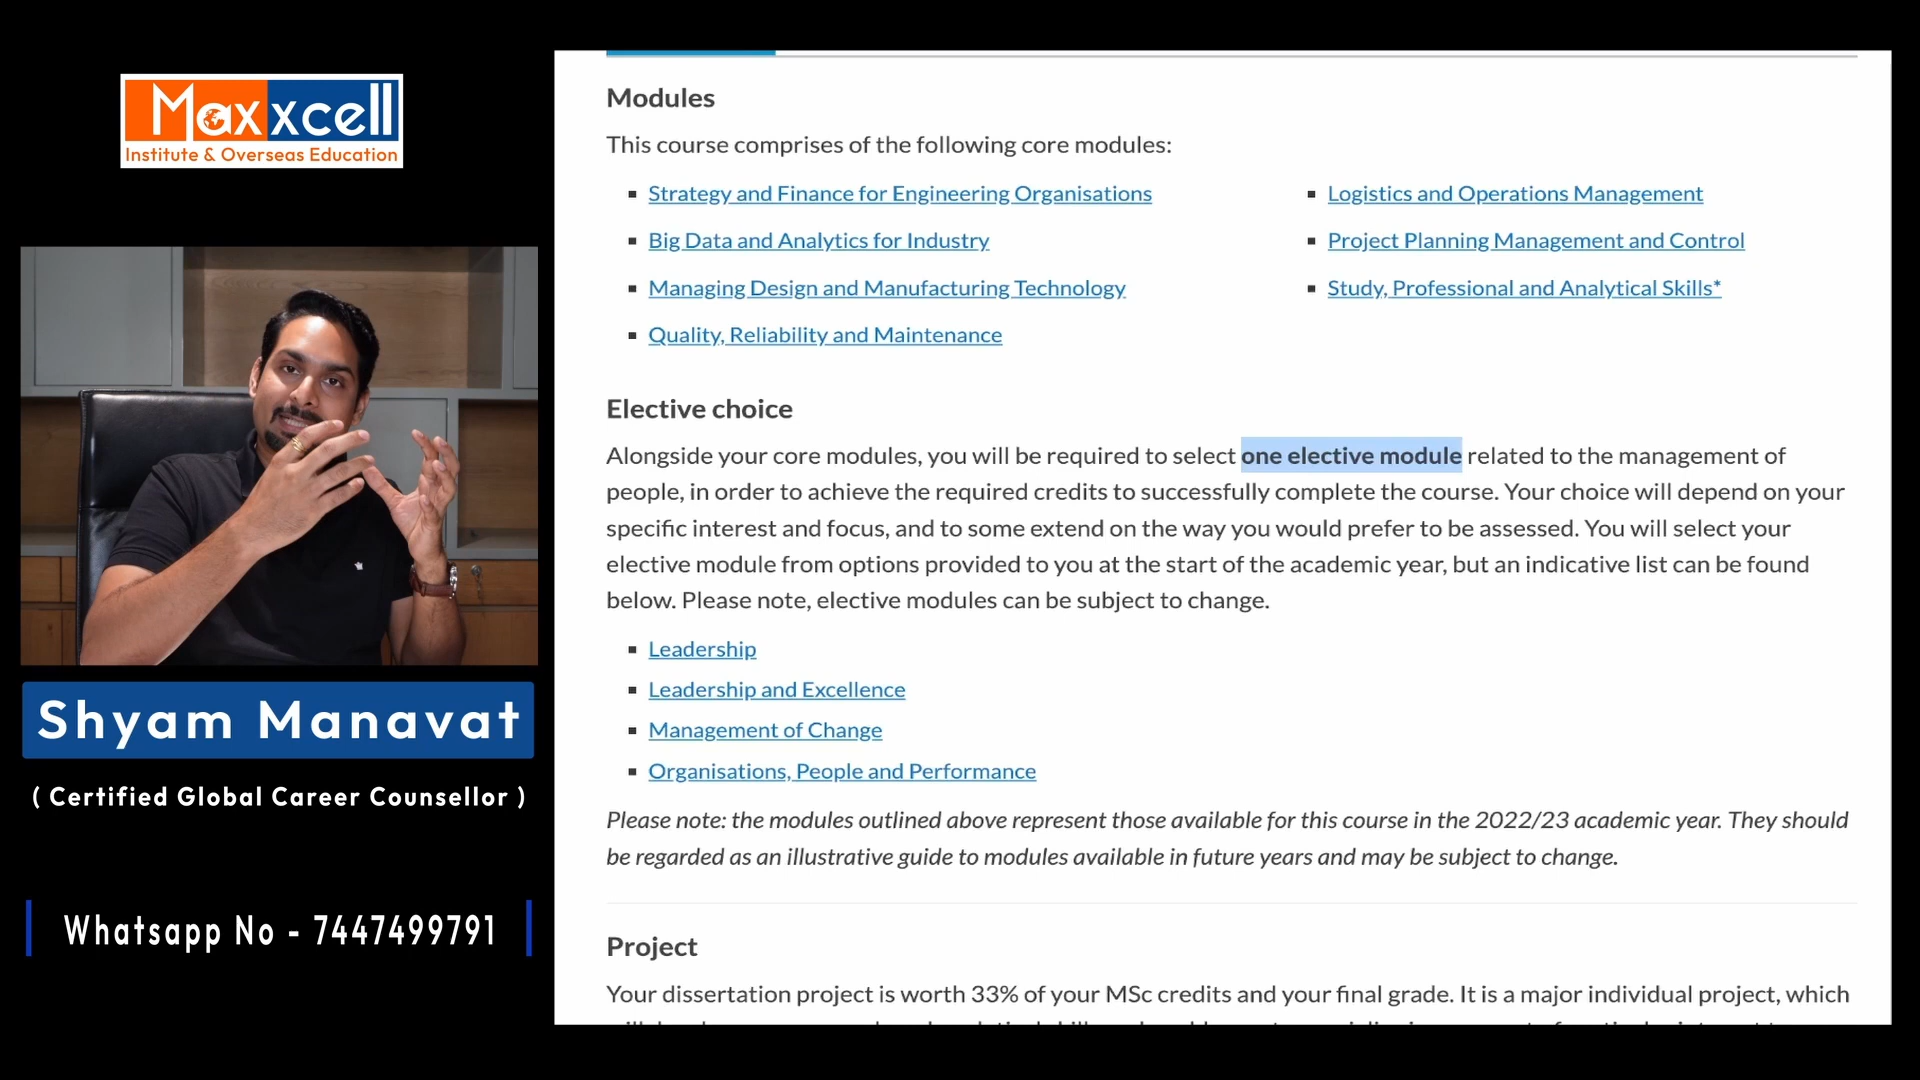 Maxxcell
Institute & Overseas Education
Shyam Manavat
( Certified Global Career Counsellor )
Whatsapp No - 7447499791
Modules
This course comprises of the following core modules:
Strategy and Finance for Engineering Organisations
Big Data and Analytics for Industry
Managing Design and Manufacturing Technology
Quality, Reliability and Maintenance
Logistics and Operations Management
Project Planning Management and Control
Study, Professional and Analytical Skills*
Elective choice
Alongside your core modules, you will be required to select one elective module related to the management of
people, in order to achieve the required credits to successfully complete the course. Your choice will depend on your
specific interest and focus, and to some extend on the way you would prefer to be assessed. You will select your
elective module from options provided to you at the start of the academic year, but an indicative list can be found
below. Please note, elective modules can be subject to change.
Leadership
Leadership and Excellence
Management of Change
Organisations, People and Performance
Please note: the modules outlined above represent those available for this course in the 2022/23 academic year. They should
be regarded as an illustrative guide to modules available in future years and may be subject to change.
Project
Your dissertation project is worth 33% of your MSc credits and your final grade. It is a major individual project, which